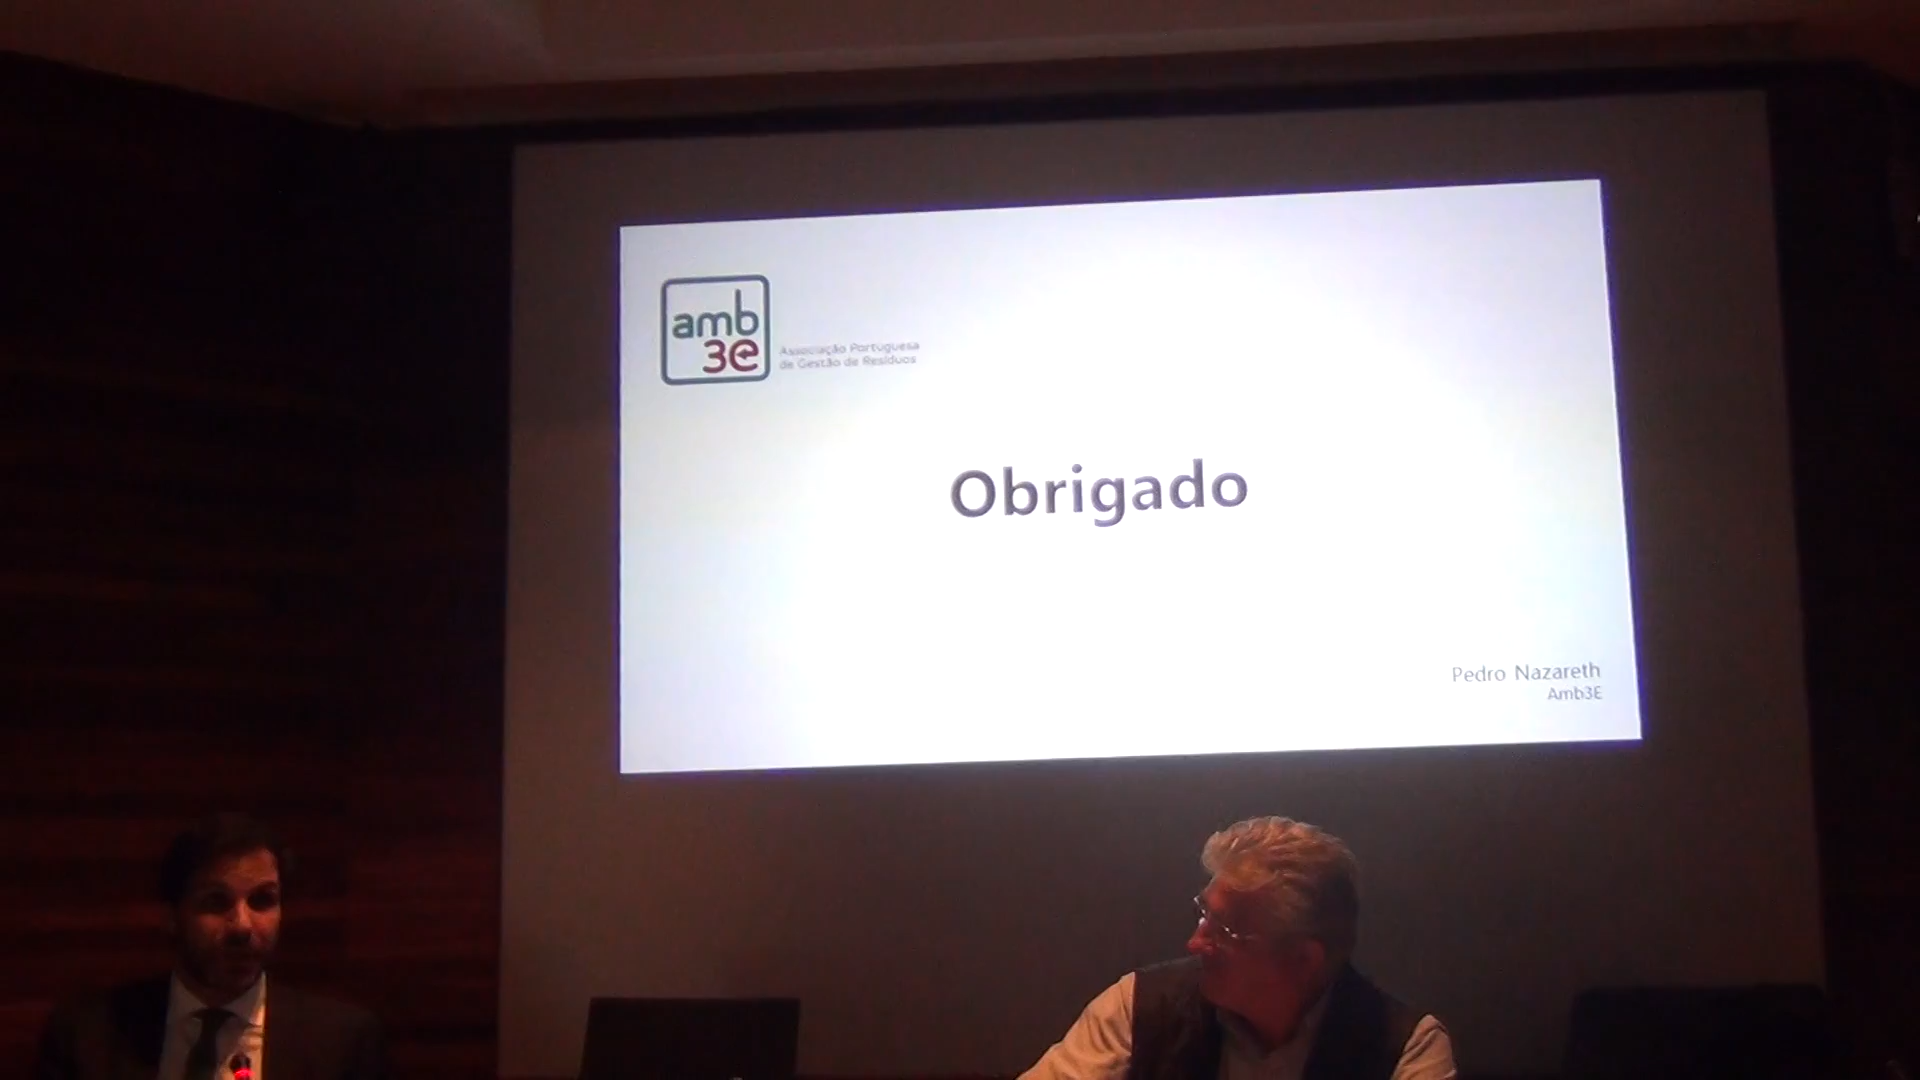 amb
3e
Associação Portuguesa
de Gestão de Resíduos
Obrigado
Pedro Nazareth
Amb3E